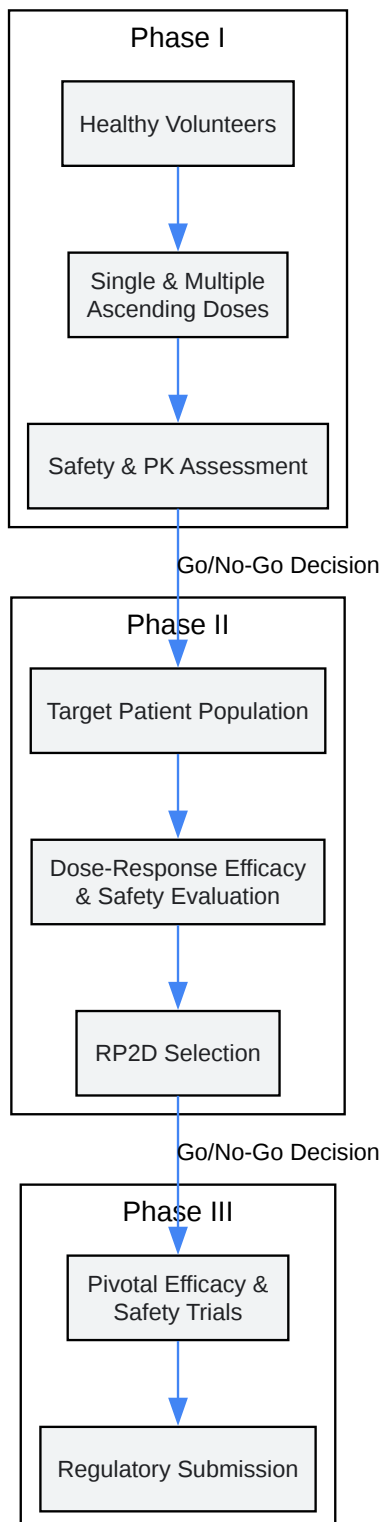 Phase I
Healthy Volunteers
Single & Multiple
Ascending Doses
Safety & PK Assessment
Go/No-Go Decision
Phase II
Target Patient Population
Dose-Response Efficacy
& Safety Evaluation
RP2D Selection
Go/No-Go Decision
Phase III
Pivotal Efficacy &
Safety Trials
Regulatory Submission